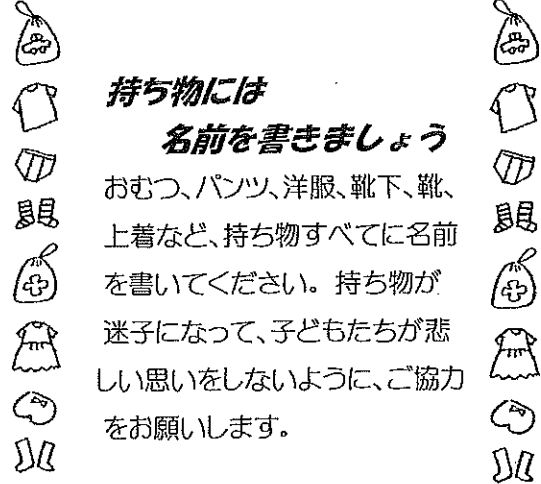 持ち物には
名前を書きましょう
おむつ、パンツ、洋服、靴下、靴、
上着など、持ち物すべてに名前
を書いてください。持ち物が
迷子になって、子どもたちが悲
しい思いをしないように、ご協力
をお願いします。